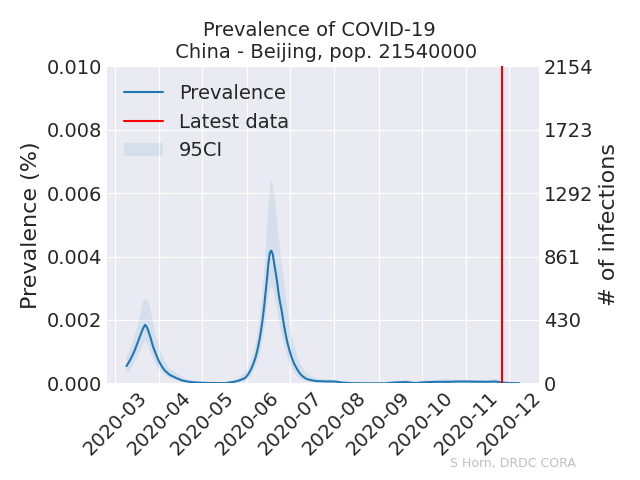 Prevalence of COVID-19
China - Beijing, pop. 21540000
Prevalence
Latest data
95CI
Prevalence (%)
0.010
0.008
0.006
0.004
0.002
0.000
2154
1723
1292
861
430
0
# of infections
2020-03
2020-04
2020-05
2020-06
2020-07
2020-08
2020-09
2020-10
2020-11
2020-12
S Horn, DRDC CORA